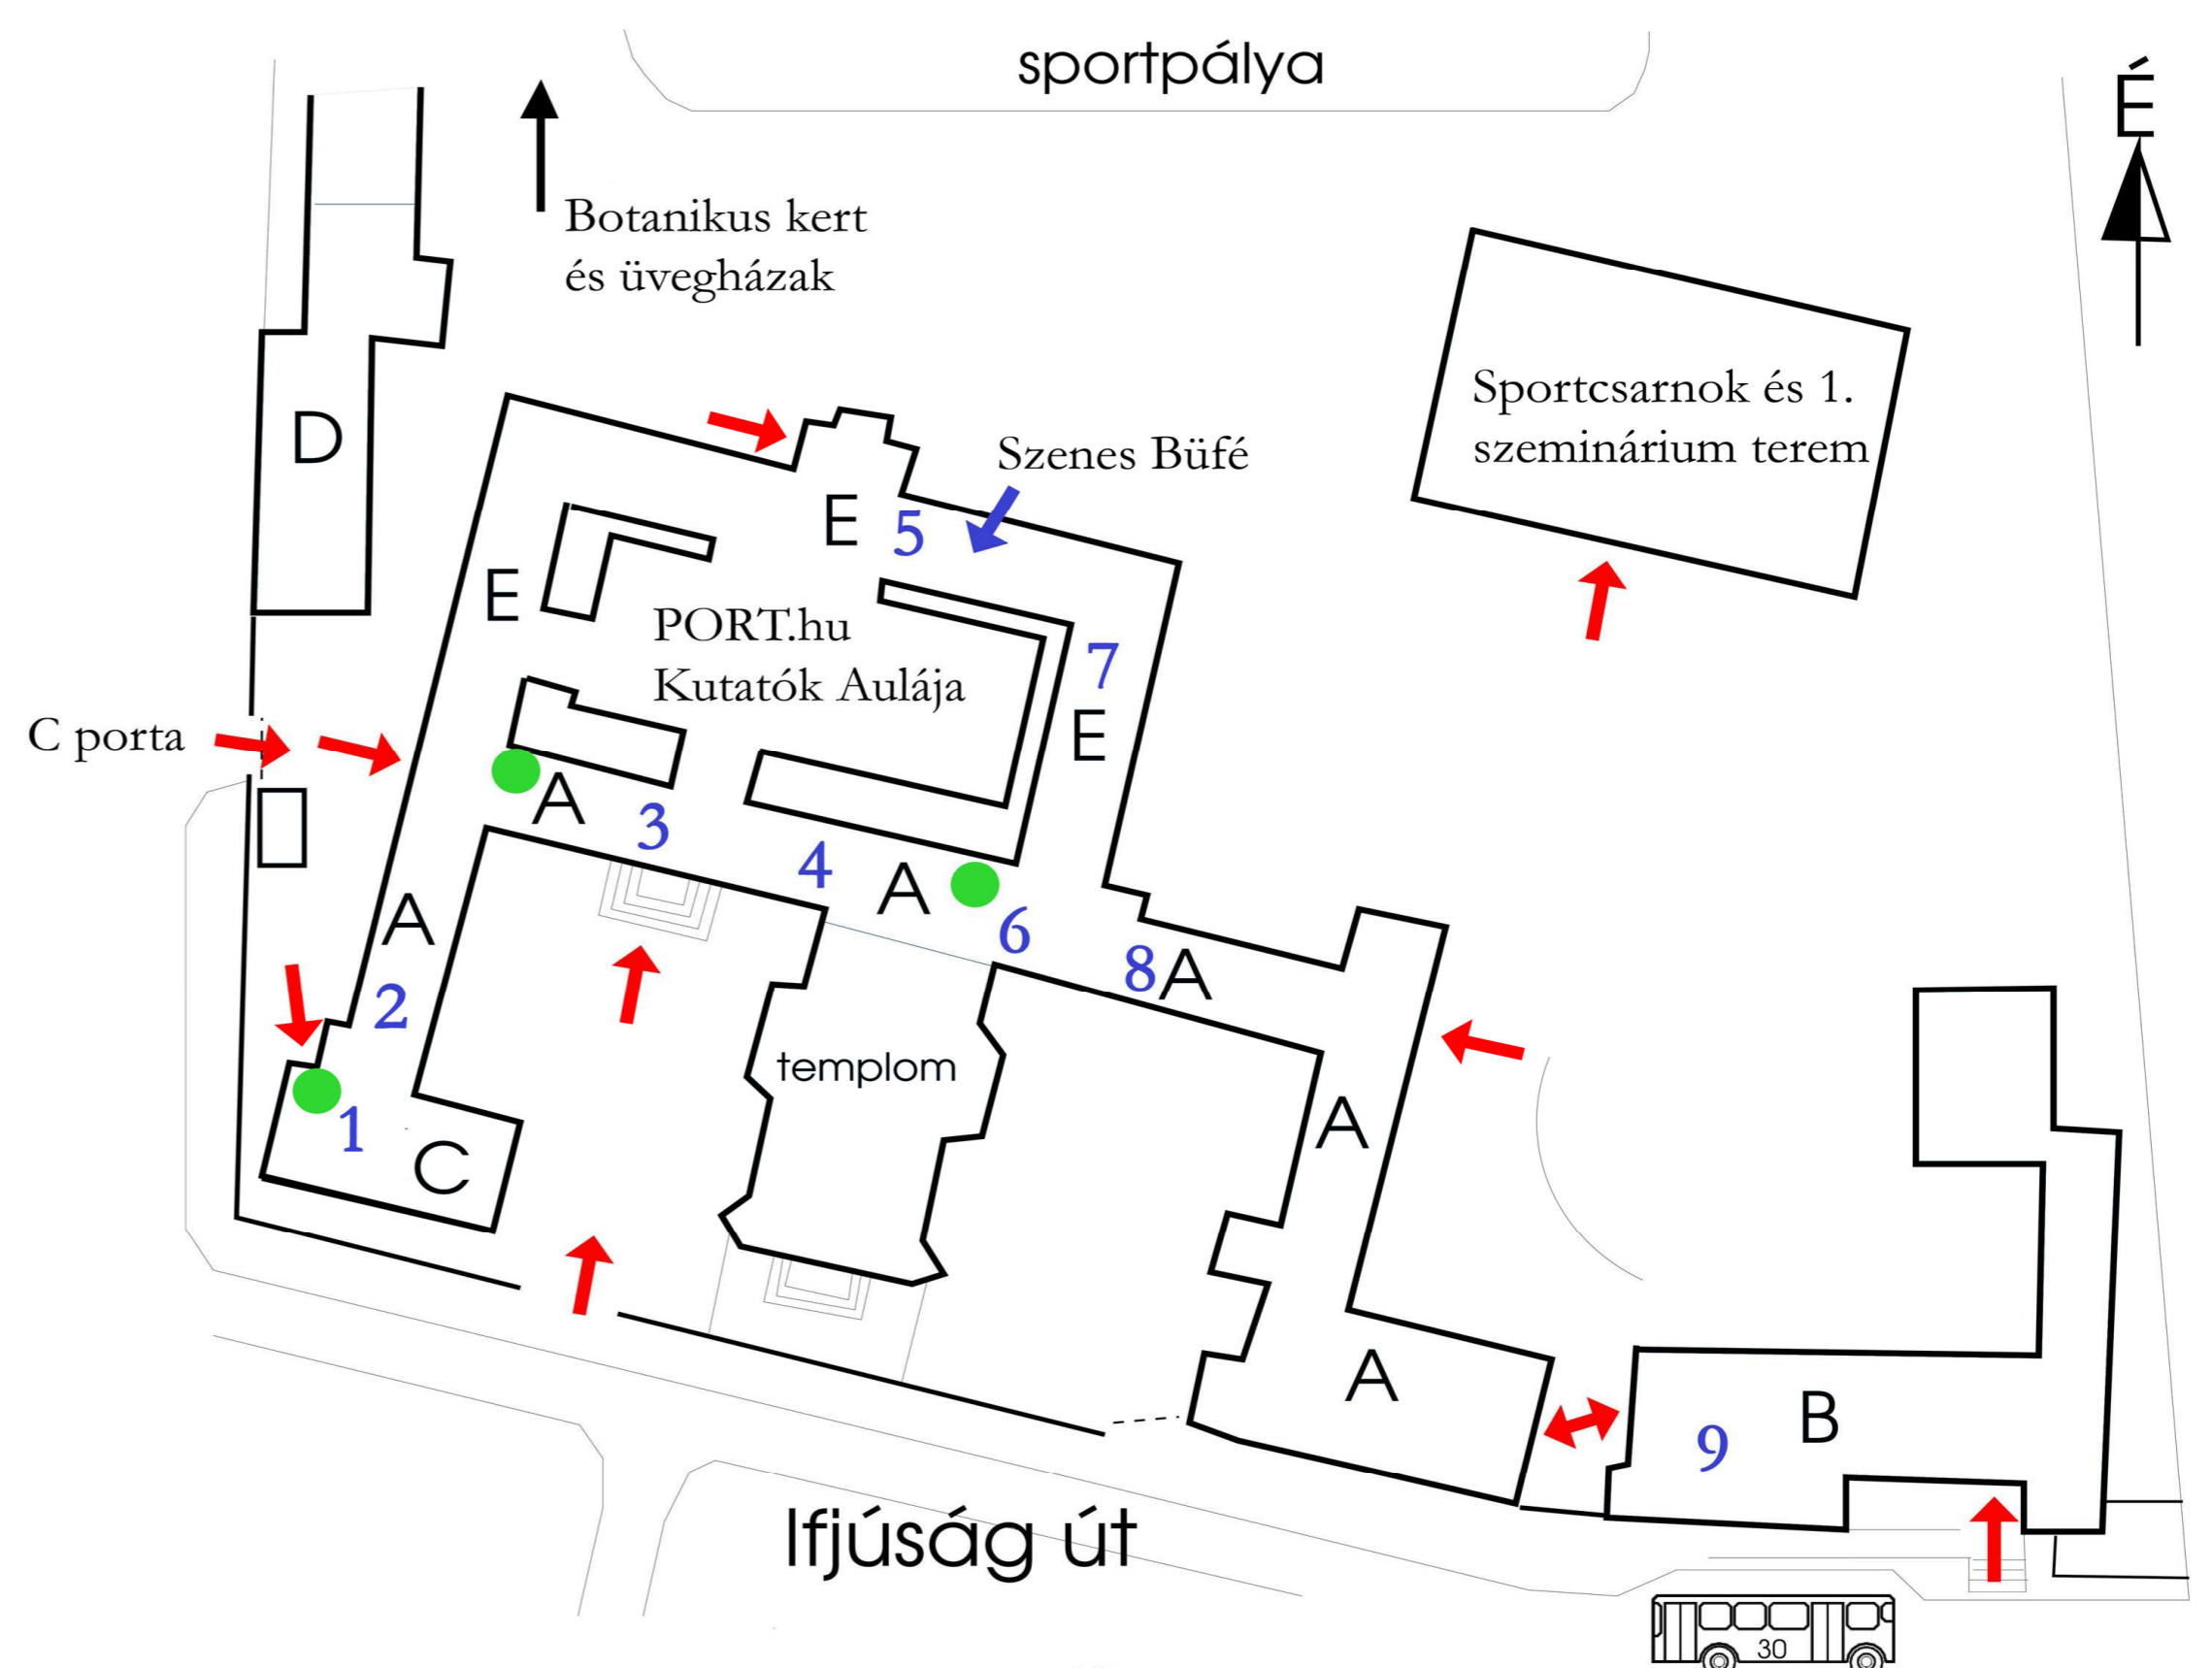 sportpálya
É
Botanikus kert
és üvegházak
Sportcsarnok és 1.
szeminárium terem
D
Szenes Büfé
E
5
E
PORT.hu
Kutatók Aulája
7
E
C porta
A
3
4
A
6
8
A
A
2
templom
1
C
A
A
B
9
Ifjúság út
30